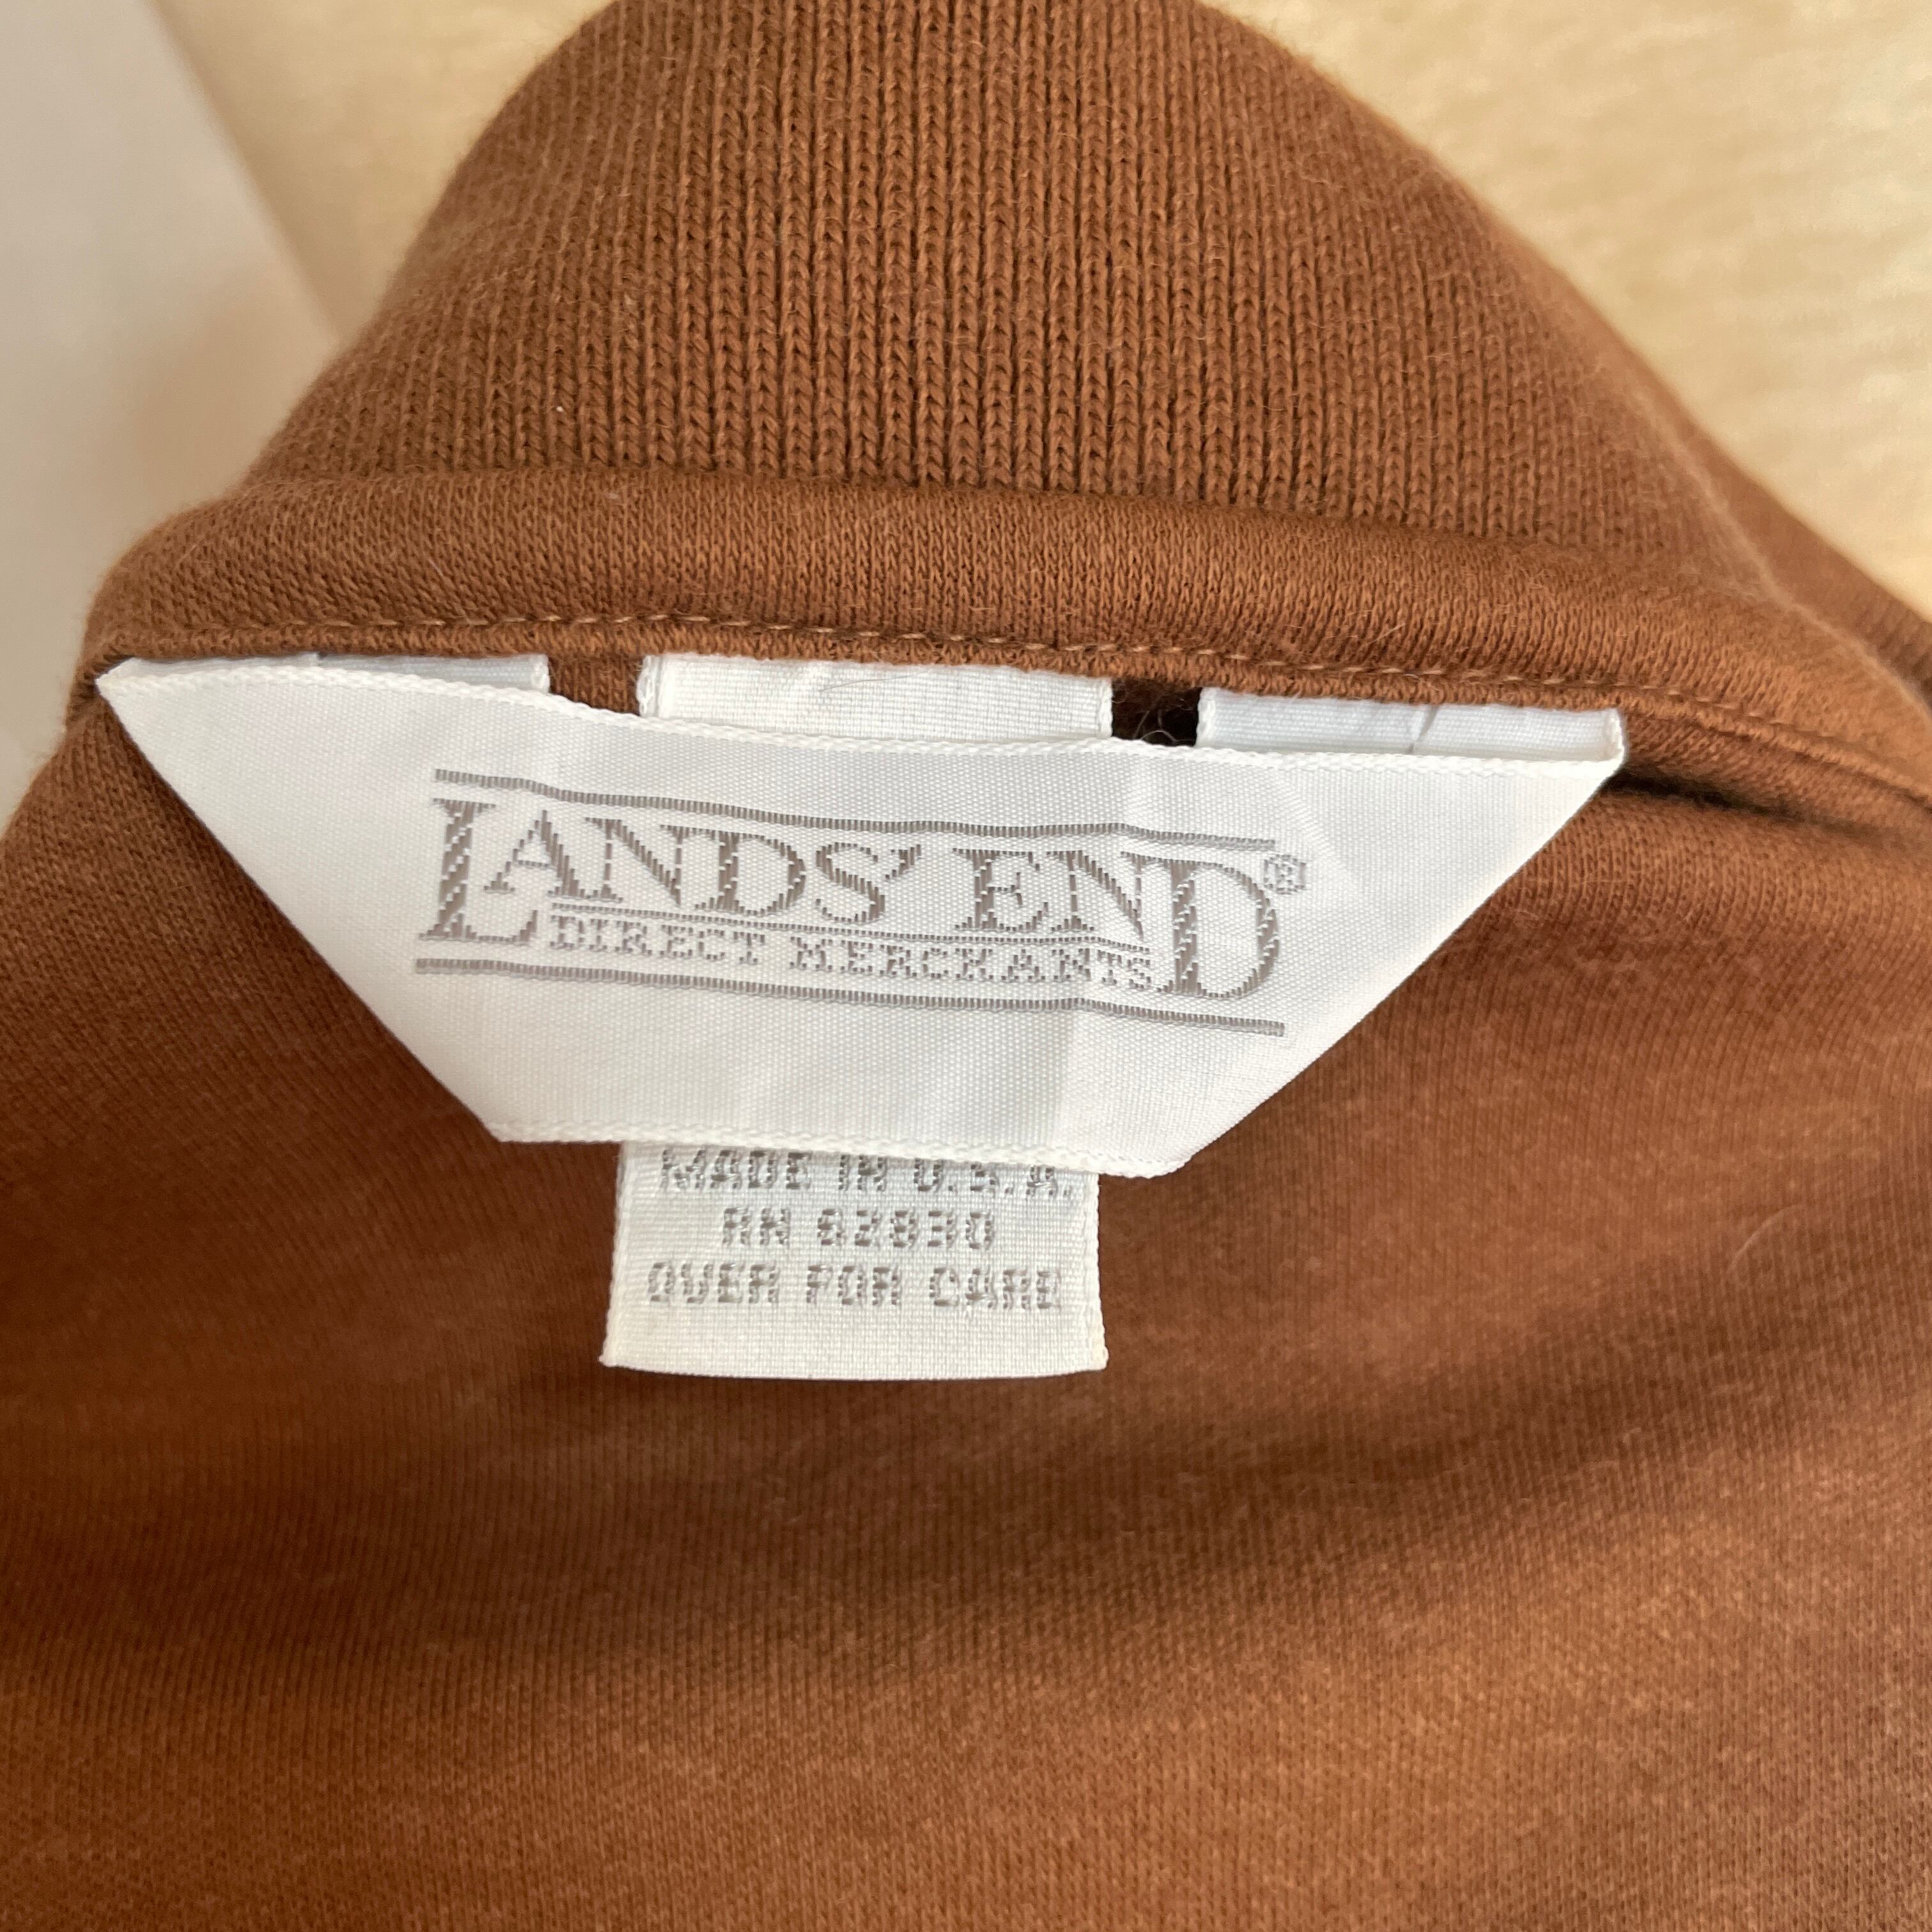 LANDS' END®
DIRECT MERCHANTS
MADE IN U.S.A.
RN 62830
OVER FOR CARE